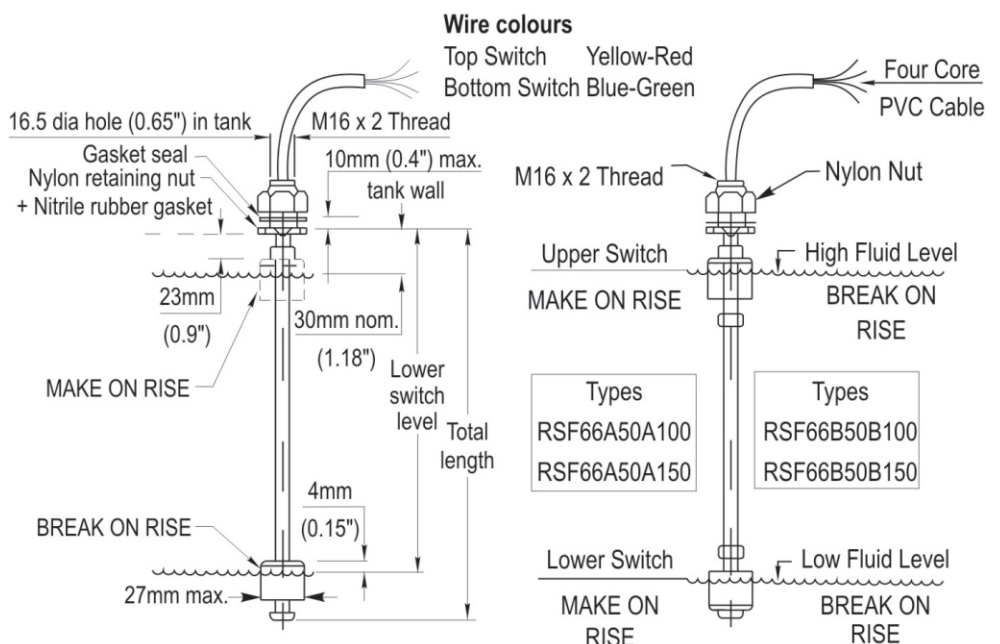 Wire colours
Top Switch Yellow-Red
Bottom Switch Blue-Green
16.5 dia hole (0.65") in tank
M16 x 2 Thread
Gasket seal
Nylon retaining nut
+ Nitrile rubber gasket
10mm (0.4") max.
tank wall
23mm
(0.9")
30mm nom.
(1.18")
MAKE ON RISE
Lower
switch
level
Total
length
4mm
(0.15")
BREAK ON RISE
27mm max.
Four Core
PVC Cable
M16 x 2 Thread
Nylon Nut
Upper Switch
High Fluid Level
MAKE ON RISE
BREAK ON
RISE
Types
RSF66A50A100
RSF66A50A150
Types
RSF66B50B100
RSF66B50B150
Lower Switch
Low Fluid Level
MAKE ON
RISE
BREAK ON
RISE